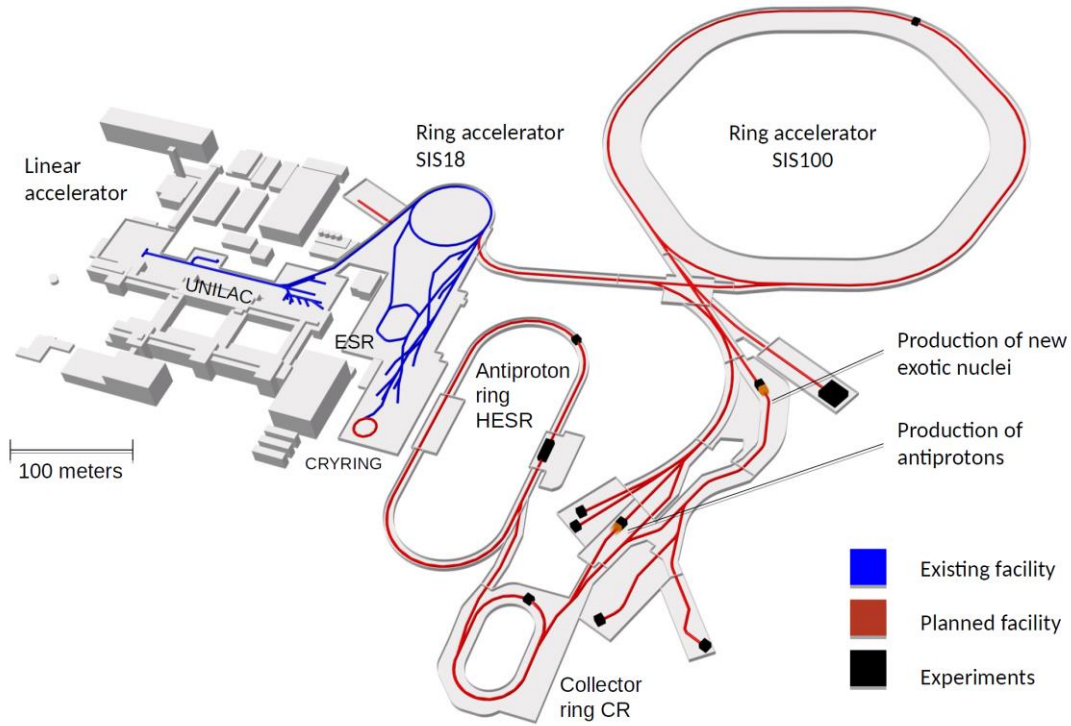 Linear
accelerator
Ring accelerator
SIS18
Ring accelerator
SIS100
UNILAC
ESR
Antiproton
ring
HESR
CRYRING
100 meters
Production of new
exotic nuclei
Production of
antiprotons
Collector
ring CR
Existing facility
Planned facility
Experiments